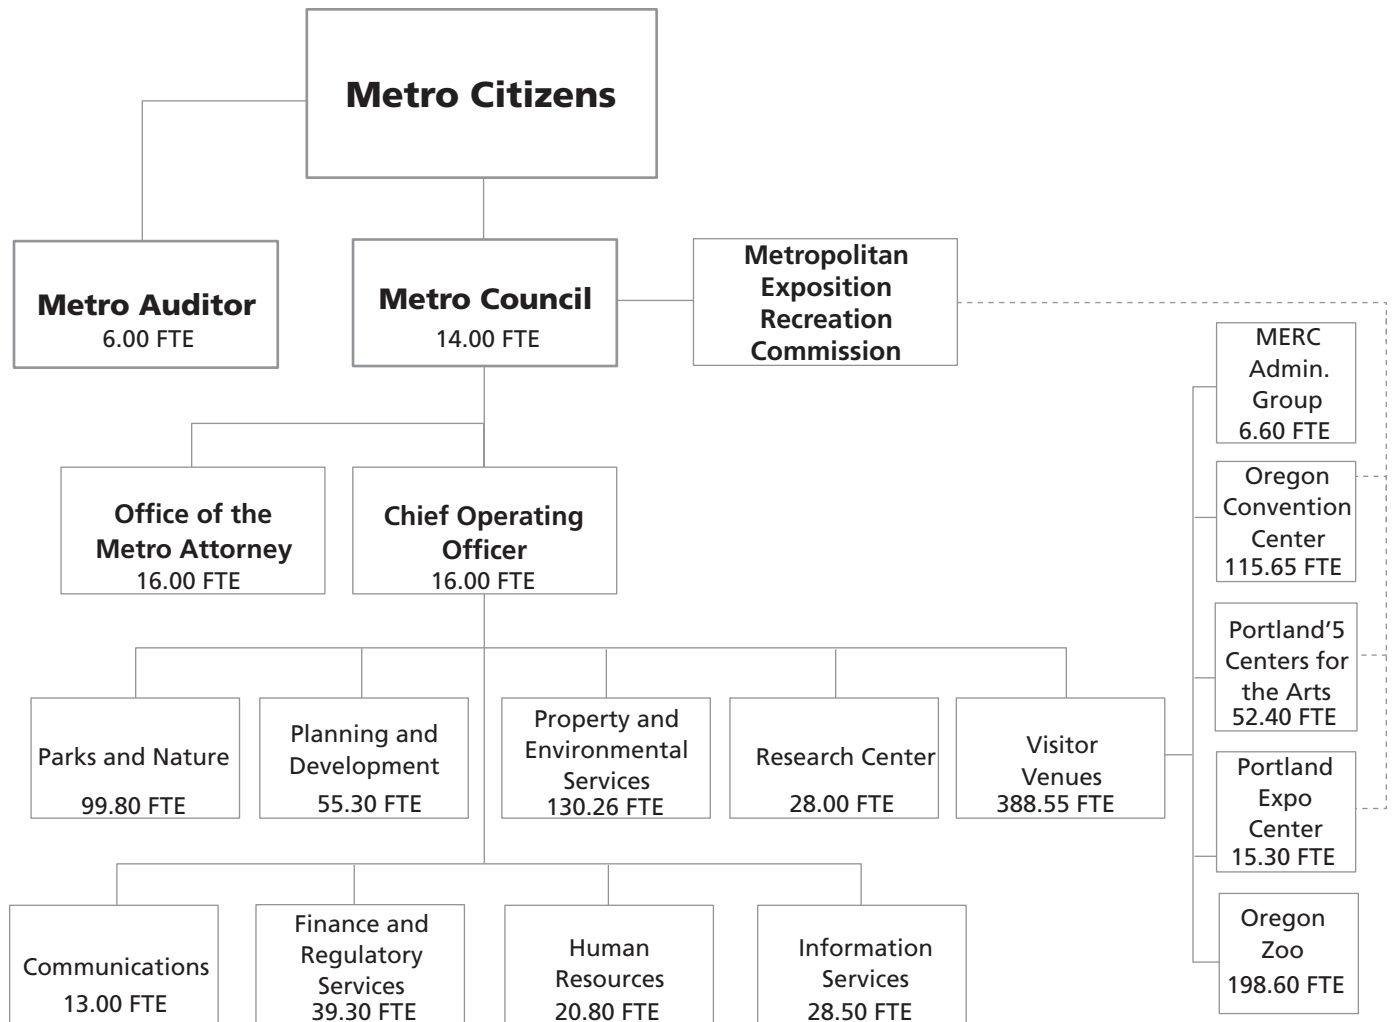 Metro Citizens
Metro Auditor
6.00 FTE
Metro Council
14.00 FTE
Metropolitan
Exposition
Recreation
Commission
Office of the
Metro Attorney
16.00 FTE
Chief Operating
Officer
16.00 FTE
Parks and Nature
99.80 FTE
Planning and
Development
55.30 FTE
Property and
Environmental
Services
130.26 FTE
Research Center
28.00 FTE
Visitor
Venues
388.55 FTE
MERC
Admin.
Group
6.60 FTE
Oregon
Convention
Center
115.65 FTE
Portland'5
Centers for
the Arts
52.40 FTE
Portland
Expo
Center
15.30 FTE
Oregon
Zoo
198.60 FTE
Communications
13.00 FTE
Finance and
Regulatory
Services
39.30 FTE
Human
Resources
20.80 FTE
Information
Services
28.50 FTE